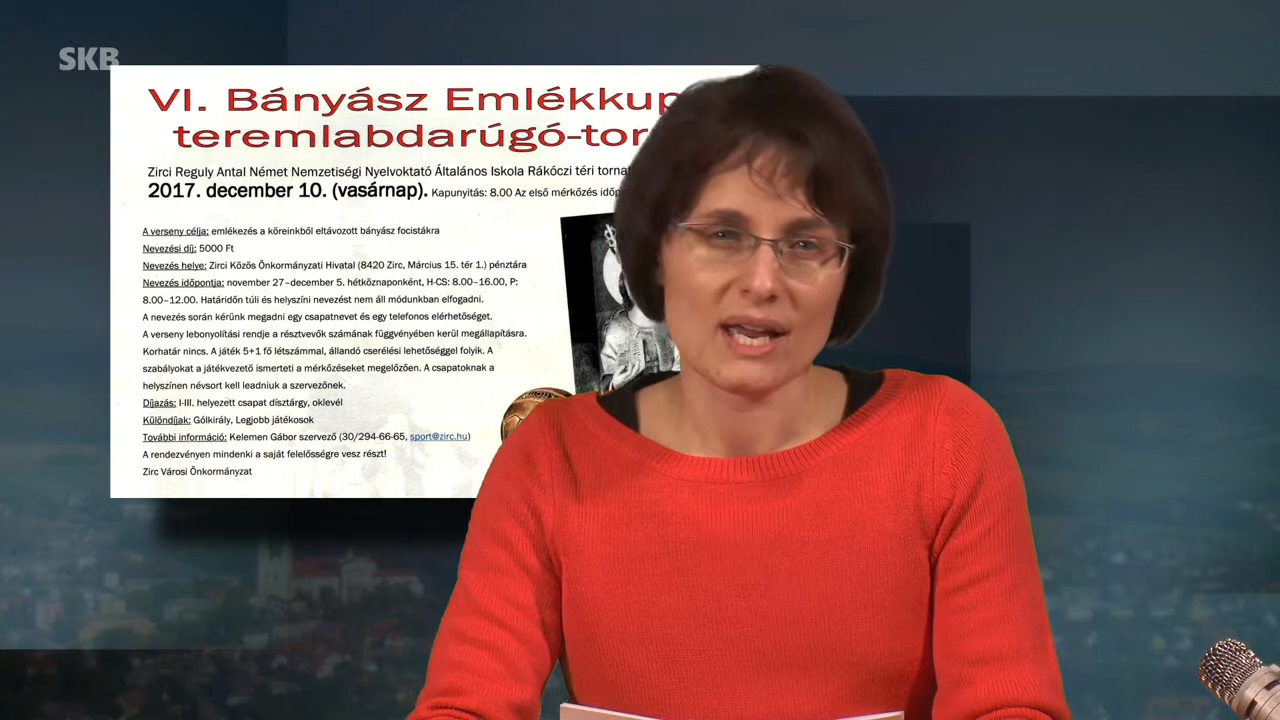 SKB
VI. Bányász Emlékkup
teremlabdarúgó-tor
Zirci Reguly Antal Német Nemzetiségi Nyelvoktató Általános Iskola Rákóczi téri torna
2017. december 10. (vasárnap). Kapunyitás: 8.00 Az első mérkőzés
A verseny célja: emlékezés a köreinkből eltávozott bányász focistákra
Nevezési díj: 5000 Ft
Nevezés helye: Zirci Közös Önkormányzati Hivatal (8420 Zirc, Március 15. tér 1.) pénztára
Nevezés időpontja: november 27–december 5. hétköznaponként, H-CS: 8.00–16.00, P:
8.00–12.00. Határidőn túli és helyszíni nevezést nem áll módunkban elfogadni.
A nevezés során kérünk megadni egy csapatnevet és egy telefonos elérhetőséget.
A verseny lebonyolítási rendje a résztvevők számának függvényében kerül megállapításra.
Korhatár nincs. A játék 5+1 fő létszámmal, állandó cserélési lehetőséggel folyik. A
szabályokat a játékvezető ismerteti a mérkőzéseket megelőzően. A csapatoknak a
helyszínen névsort kell leadniuk a szervezőnek.
Díjazás: I-III. helyezett csapat dísztárgy, oklevél
Különdíjak: Gólkirály, Legjobb játékosok
További információ: Kelemen Gábor szervező (30/294-66-65, sport@zirc.hu)
A rendezvényen mindenki a saját felelősségre vesz részt!
Zirc Városi Önkormányzat